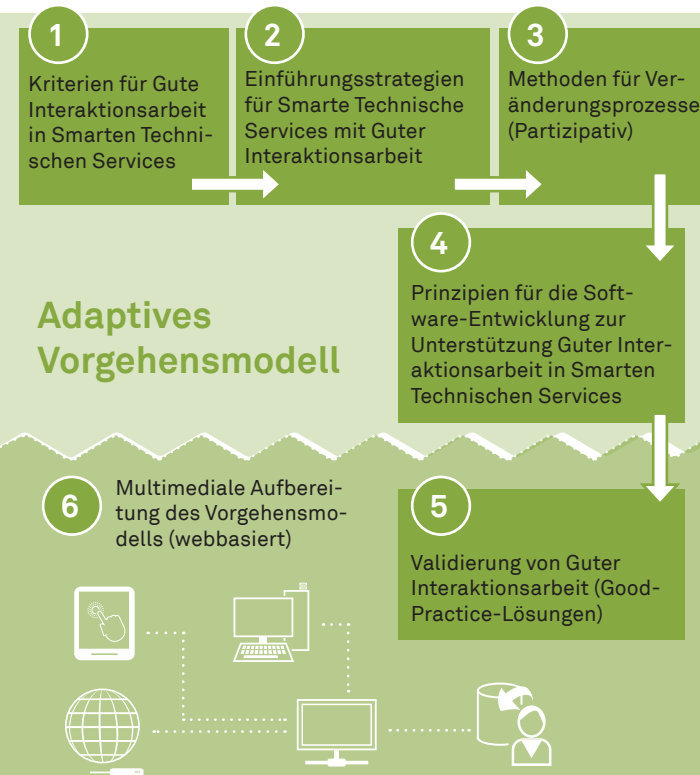 1
Kriterien für Gute
Interaktionsarbeit
in Smarten Techni-
schen Services
2
Einführungsstrategien
für Smarte Technische
Services mit Guter
Interaktionsarbeit
3
Methoden für Ver-
änderungsprozesse
(Partizipativ)
4
Prinzipien für die Soft-
ware-Entwicklung zur
Unterstützung Guter Inter-
aktionsarbeit in Smarten
Technischen Services
Adaptives
Vorgehensmodell
5
Validierung von Guter
Interaktionsarbeit (Good-
Practice-Lösungen)
6
Multimediale Aufberei-
tung des Vorgehensmo-
dells (webbasiert)